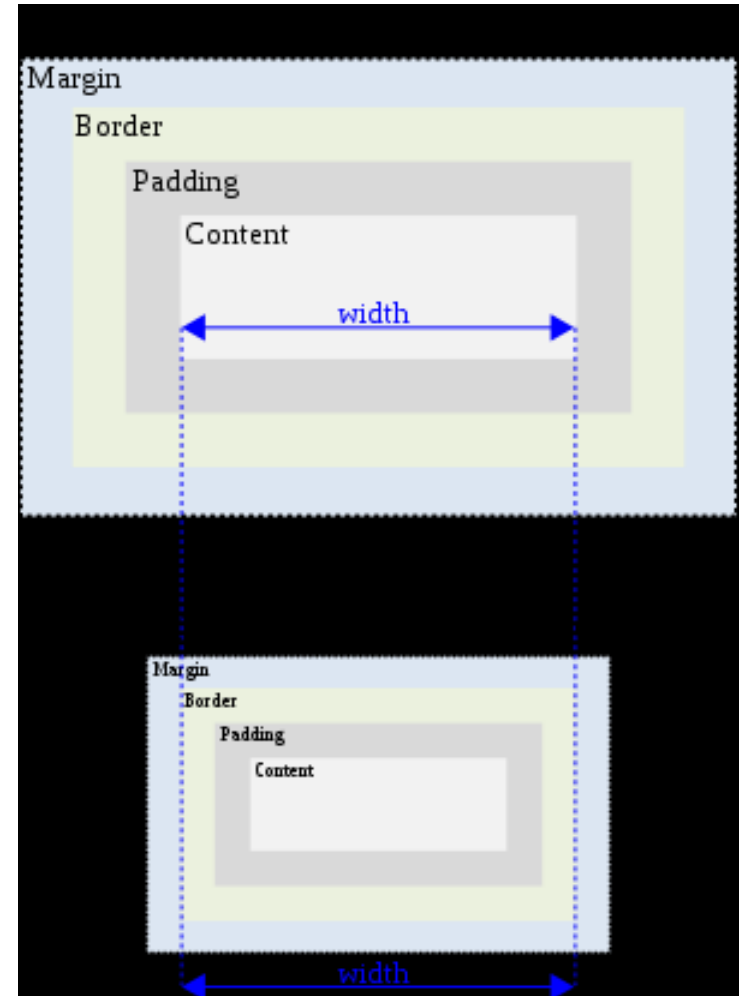 Margin
Border
Padding
Content
width
Margin
Border
Padding
Content
width